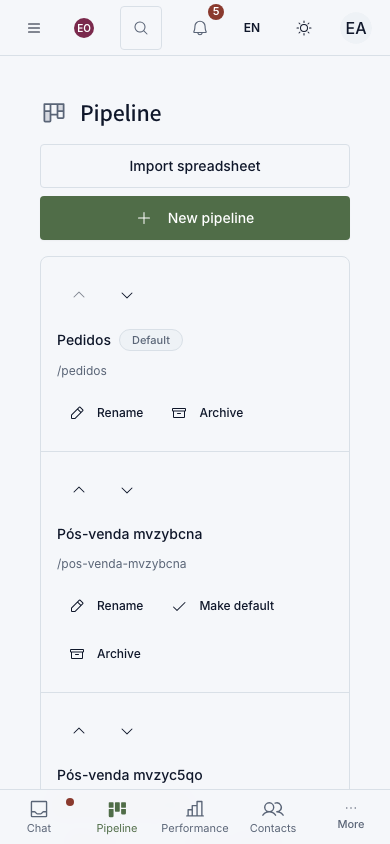 EO
5
EN
EA
Pipeline
Import spreadsheet
New pipeline
Pedidos Default
/pedidos
Rename Archive
Pós-venda mvzybcna
/pos-venda-mvzybcna
Rename Make default
Archive
Pós-venda mvzyc5qo
Chat Pipeline Performance Contacts More